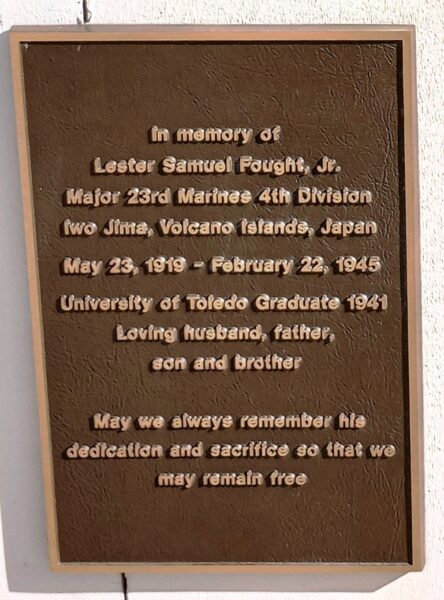 In memory of
Lester Samuel Fought, Jr.
Major 23rd Marines 4th Division
Iwo Jima, Volcano Islands, Japan
May 23, 1919 - February 22, 1945
University of Toledo Graduate 1941
Loving husband, father,
son and brother
May we always remember his
dedication and sacrifice so that we
may remain free